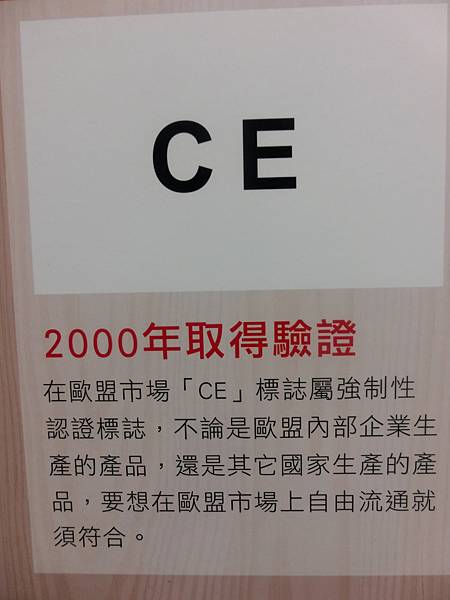 CE
2000年取得驗證
在歐盟市場「CE」標誌屬強制性
認證標誌，不論是歐盟內部企業生
產的產品，還是其它國家生產的產
品，要想在歐盟市場上自由流通就
須符合。